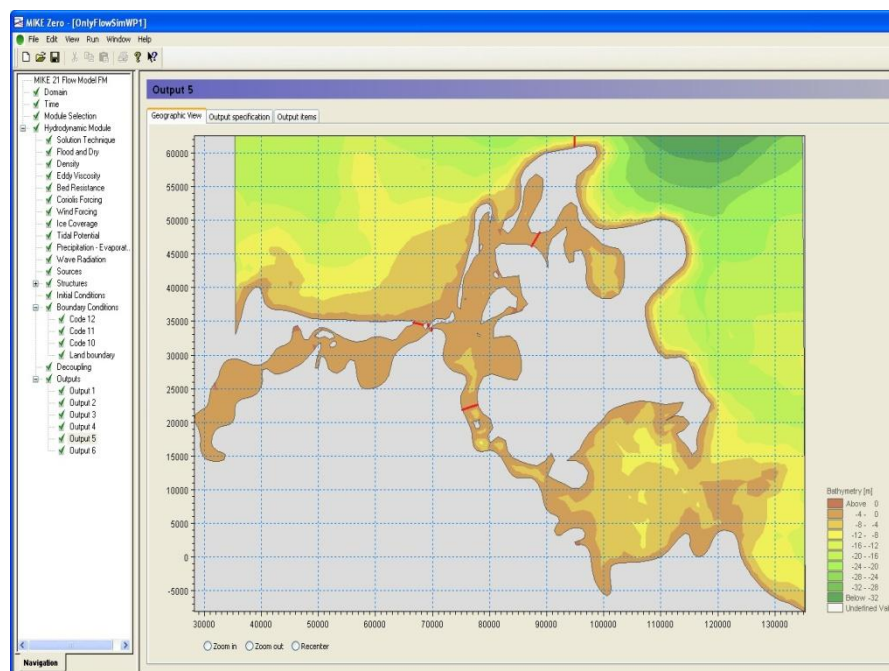 MIKE Zero - [OnlyFlowSimWP1]
File Edit View Run Window Help
MIKE 21 Flow Model FM
Domain
Time
Module Selection
Hydrodynamic Module
Solution Technique
Flood and Dry
Density
Eddy Viscosity
Bed Resistance
Coriolis Forcing
Wind Forcing
Ice Coverage
Tidal Potential
Precipitation - Evaporat..
Wave Radiation
Sources
Structures
Initial Conditions
Boundary Conditions
Code 12
Code 11
Code 10
Land boundary
Decoupling
Outputs
Output 1
Output 2
Output 3
Output 4
Output 5
Output 6
Navigation
Output 5
Geographic View Output specification Output items
60000
55000
50000
45000
40000
35000
30000
25000
20000
15000
10000
5000
0
-5000
30000 40000 50000 60000 70000 80000 90000 100000 110000 120000 130000
Bathymetry [m]
Above 0
-4 - 0
-8 - -4
-12 - -8
-16 - -12
-20 - -16
-24 - -20
-28 - -24
-32 - -28
Below -32
Undefined Val
Zoom in Zoom out Recenter